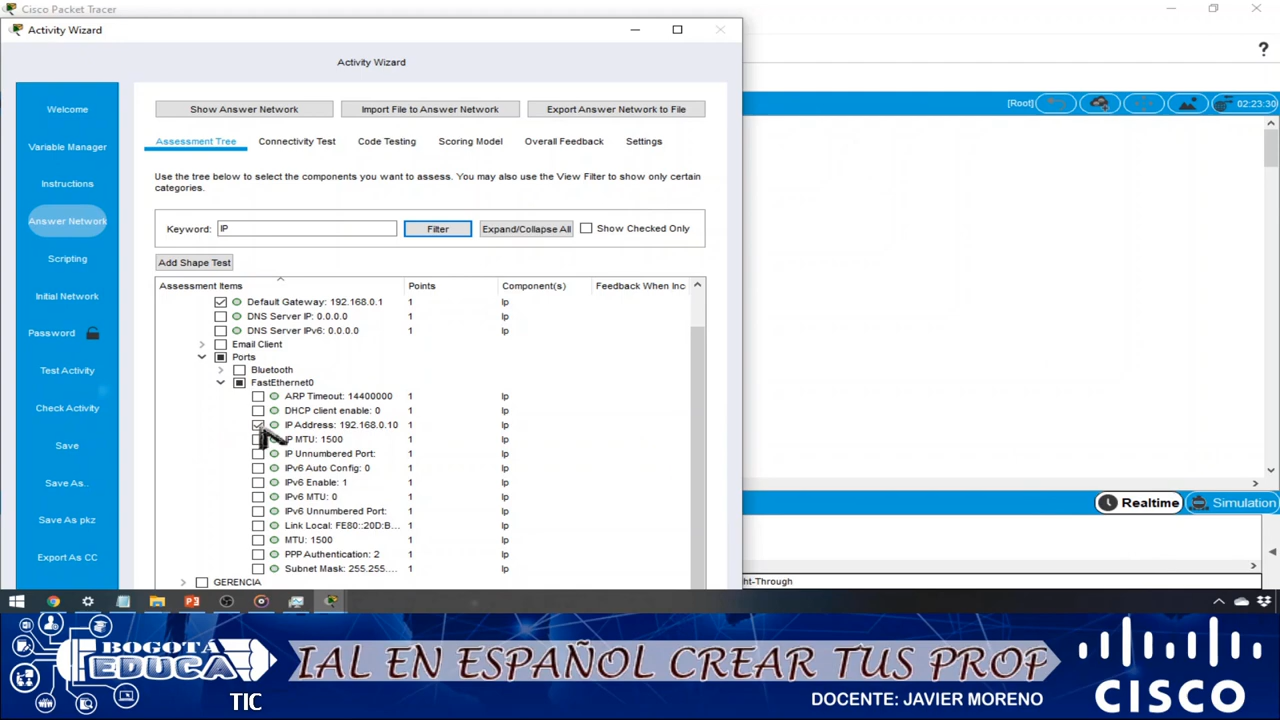 Cisco Packet Tracer
Activity Wizard
Activity Wizard
?
Welcome
Variable Manager
Instructions
Answer Network
Scripting
Initial Network
Password
Test Activity
Check Activity
Save
Save As..
Save As pkz
Export As CC
Show Answer Network
Import File to Answer Network
Export Answer Network to File
Assessment Tree
Connectivity Test
Code Testing
Scoring Model
Overall Feedback
Settings
Use the tree below to select the components you want to assess. You may also use the View Filter to show only certain
categories.
Keyword: IP Filter Expand/Collapse All Show Checked Only
Add Shape Test
Assessment Items Points Component(s) Feedback When Inc
Default Gateway: 192.168.0.1 1 Ip
DNS Server IP: 0.0.0.0 1 Ip
DNS Server IPv6: 0.0.0.0 1 Ip
Email Client
Ports
Bluetooth
FastEthernet0
ARP Timeout: 14400000 1 Ip
DHCP client enable: 0 1 Ip
IP Address: 192.168.0.10 1 Ip
IP MTU: 1500 1 Ip
IP Unnumbered Port: 1 Ip
IPv6 Auto Config: 0 1 Ip
IPv6 Enable: 1 1 Ip
IPv6 MTU: 0 1 Ip
IPv6 Unnumbered Port: 1 Ip
Link Local: FE80::20D:B... 1 Ip
MTU: 1500 1 Ip
PPP Authentication: 2 1 Ip
Subnet Mask: 255.255.... 1 Ip
GERENCIA
[Root] 02:23:30
Realtime Simulation
ht-Through
BOGOTÁ
EDUCA
TIC
IAL EN ESPAÑOL CREAR TUS PROP
DOCENTE: JAVIER MORENO
CISCO